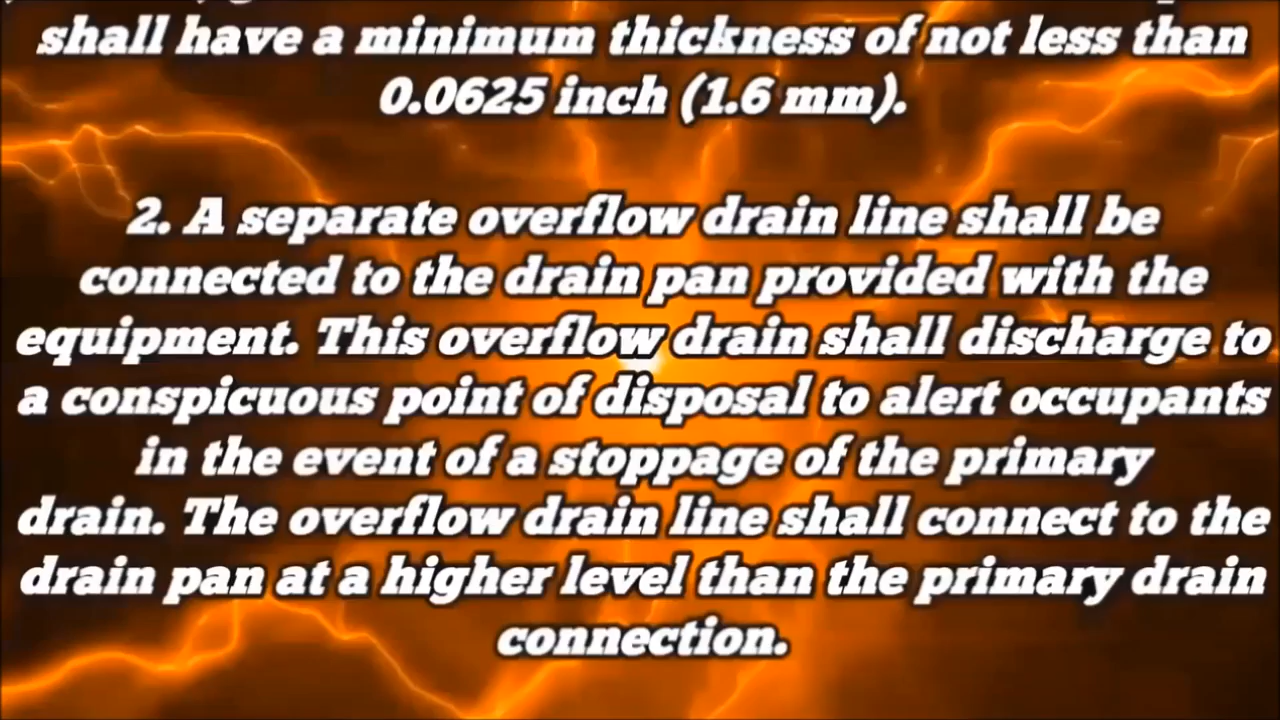 shall have a minimum thickness of not less than
0.0625 inch (1.6 mm).
2. A separate overflow drain line shall be
connected to the drain pan provided with the
equipment. This overflow drain shall discharge to
a conspicuous point of disposal to alert occupants
in the event of a stoppage of the primary
drain. The overflow drain line shall connect to the
drain pan at a higher level than the primary drain
connection.